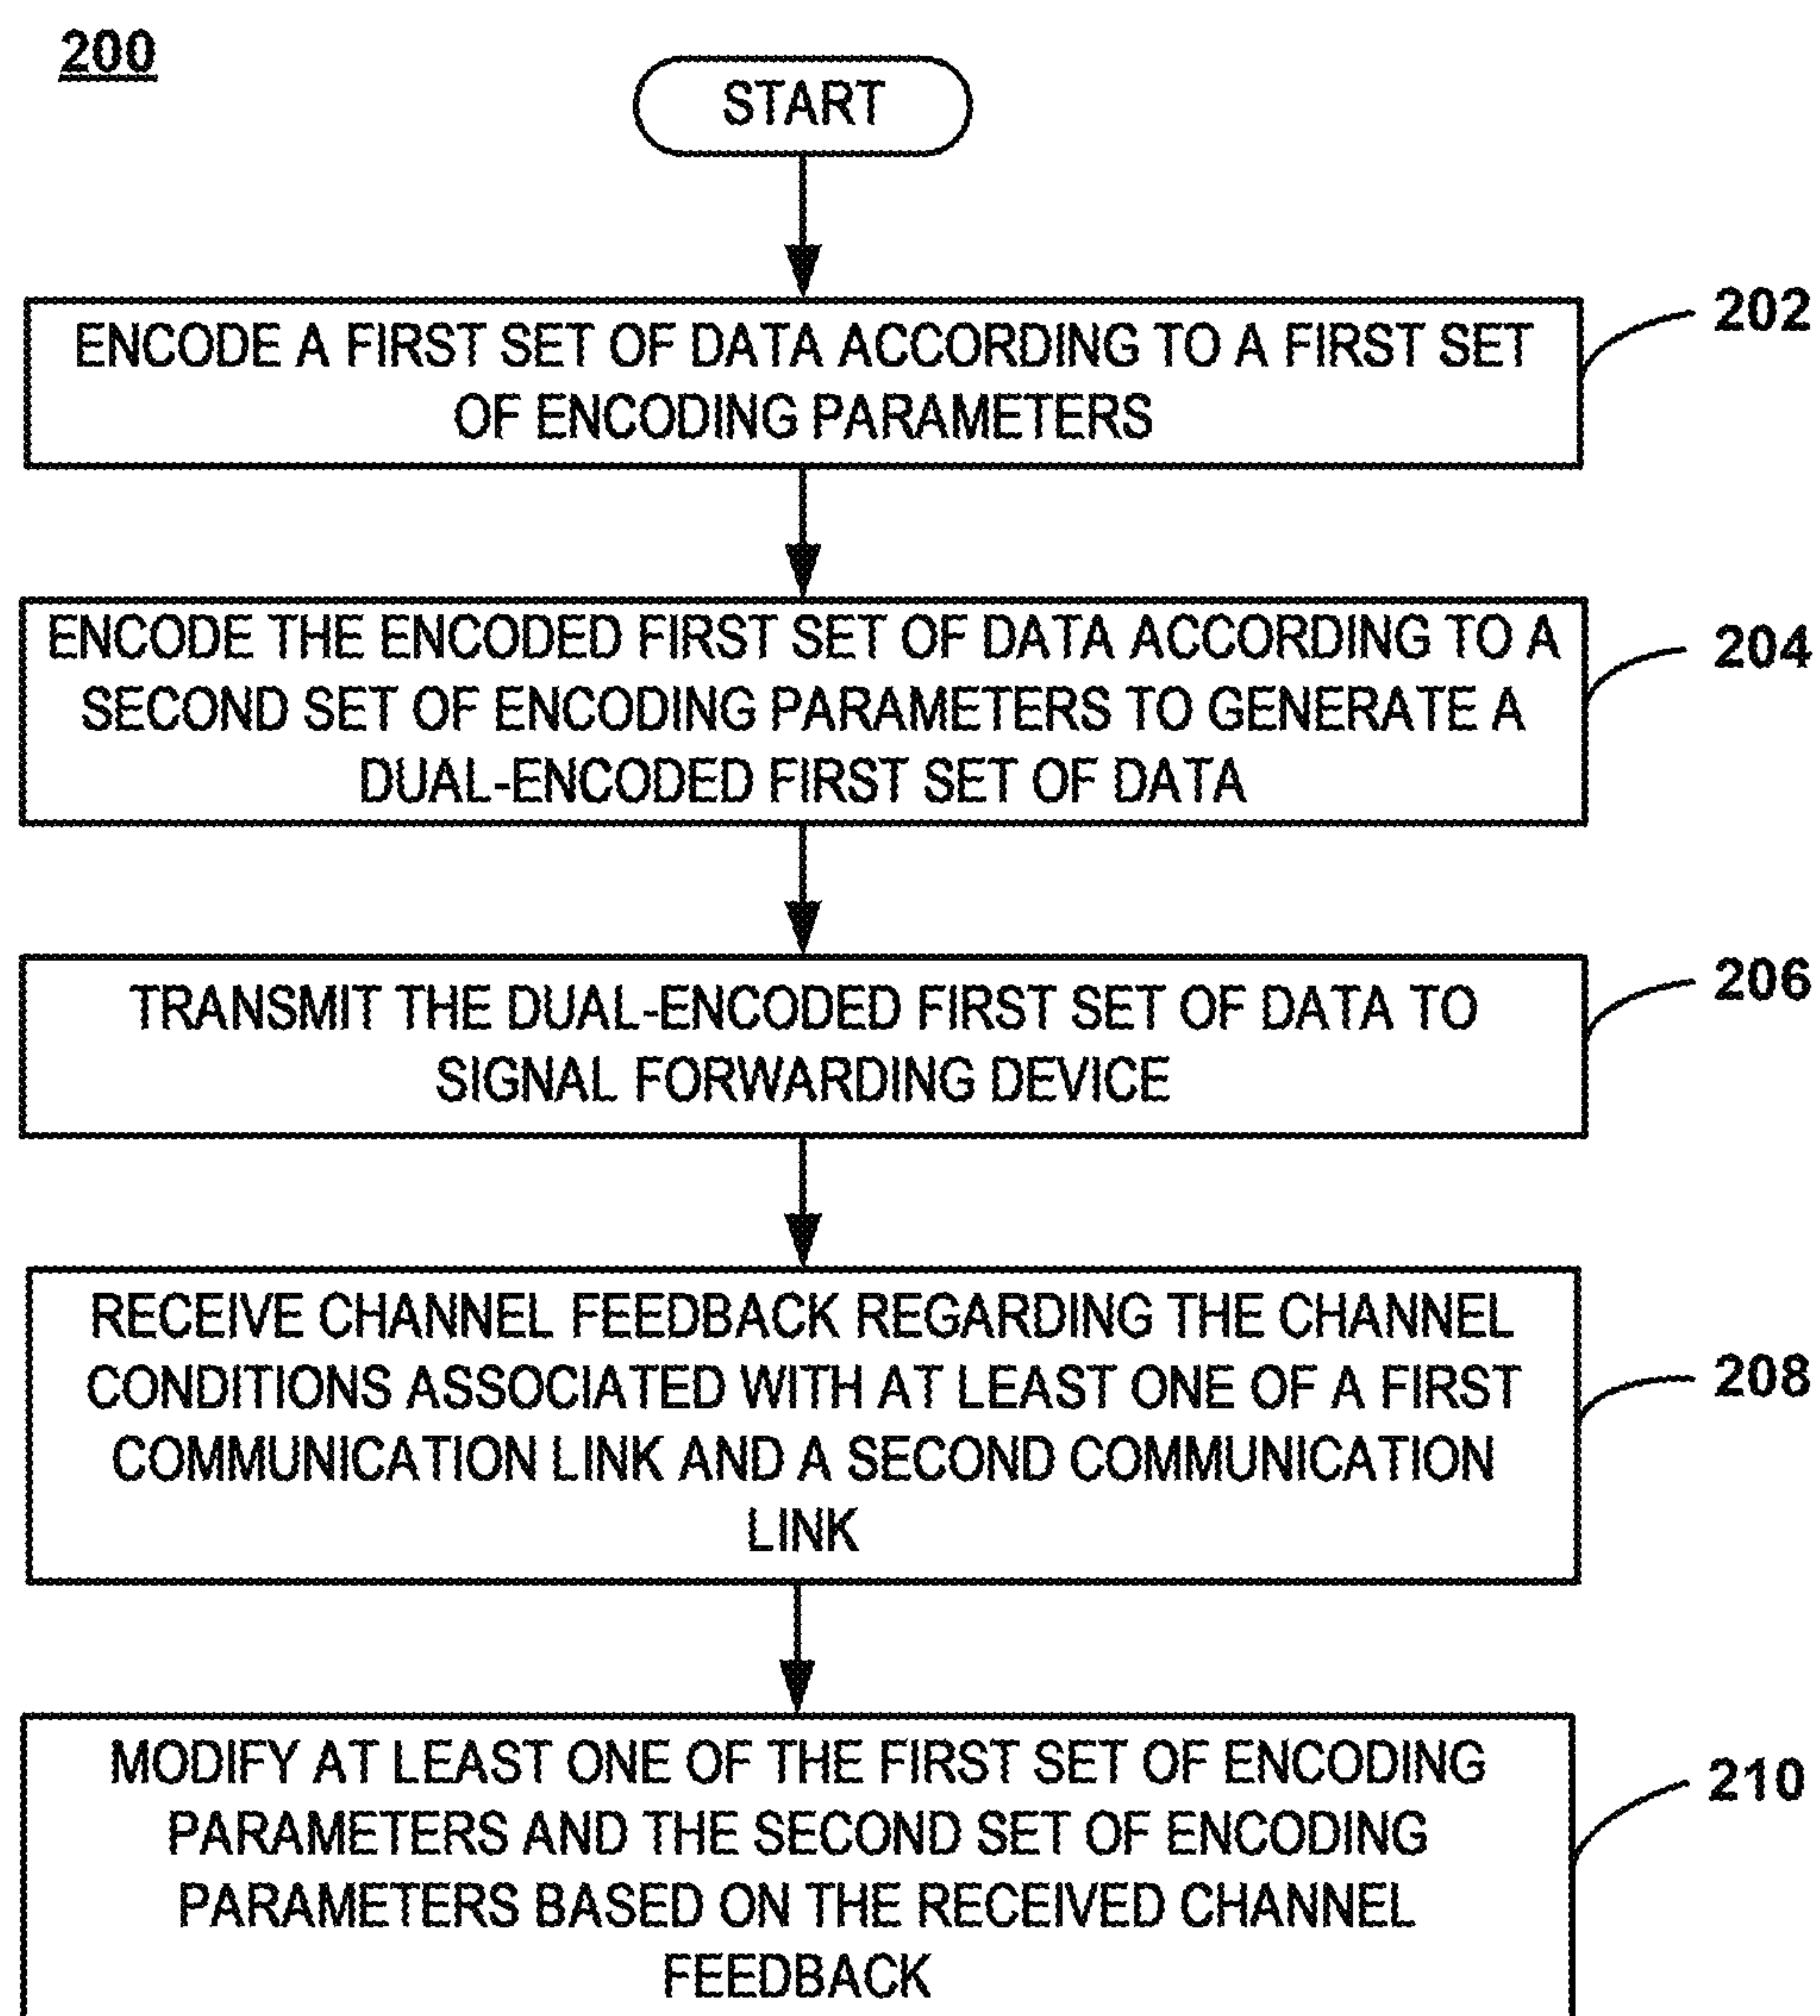 200
START
202
ENCODE A FIRST SET OF DATA ACCORDING TO A FIRST SET
OF ENCODING PARAMETERS
204
ENCODE THE ENCODED FIRST SET OF DATA ACCORDING TO A
SECOND SET OF ENCODING PARAMETERS TO GENERATE A
DUAL-ENCODED FIRST SET OF DATA
206
TRANSMIT THE DUAL-ENCODED FIRST SET OF DATA TO
SIGNAL FORWARDING DEVICE
208
RECEIVE CHANNEL FEEDBACK REGARDING THE CHANNEL
CONDITIONS ASSOCIATED WITH AT LEAST ONE OF A FIRST
COMMUNICATION LINK AND A SECOND COMMUNICATION
LINK
210
MODIFY AT LEAST ONE OF THE FIRST SET OF ENCODING
PARAMETERS AND THE SECOND SET OF ENCODING
PARAMETERS BASED ON THE RECEIVED CHANNEL
FEEDBACK